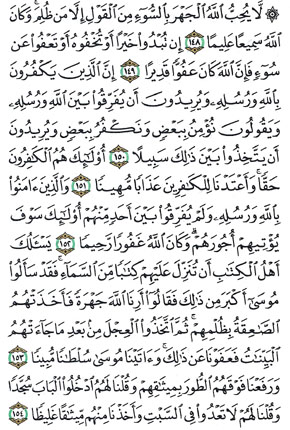 ۞ لَّا يُحِبُّ ٱللَّهُ ٱلْجَهْرَ بِٱلسُّوٓءِ مِنَ ٱلْقَوْلِ إِلَّا مَن ظُلِمَ ۚ وَكَانَ
ٱللَّهُ سَمِيعًا عَلِيمًا ١٤٨ إِن تُبْدُوا۟ خَيْرًا أَوْ تُخْفُوهُ أَوْ تَعْفُوا۟ عَن
سُوٓءٍ فَإِنَّ ٱللَّهَ كَانَ عَفُوًّا قَدِيرًا ١٤٩ إِنَّ ٱلَّذِينَ يَكْفُرُونَ
بِٱللَّهِ وَرُسُلِهِۦ وَيُرِيدُونَ أَن يُفَرِّقُوا۟ بَيْنَ ٱللَّهِ وَرُسُلِهِۦ
وَيَقُولُونَ نُؤْمِنُ بِبَعْضٍ وَنَكْفُرُ بِبَعْضٍ وَيُرِيدُونَ
أَن يَتَّخِذُوا۟ بَيْنَ ذَٰلِكَ سَبِيلًا ١٥٠ أُو۟لَـٰٓئِكَ هُمُ ٱلْكَـٰفِرُونَ
حَقًّا ۚ وَأَعْتَدْنَا لِلْكَـٰفِرِينَ عَذَابًا مُّهِينًا ١٥١ وَٱلَّذِينَ ءَامَنُوا۟
بِٱللَّهِ وَرُسُلِهِۦ وَلَمْ يُفَرِّقُوا۟ بَيْنَ أَحَدٍ مِّنْهُمْ أُو۟لَـٰٓئِكَ سَوْفَ
يُؤْتِيهِمْ أُجُورَهُمْ ۗ وَكَانَ ٱللَّهُ غَفُورًا رَّحِيمًا ١٥٢ يَسْـَٔلُكَ
أَهْلُ ٱلْكِتَـٰبِ أَن تُنَزِّلَ عَلَيْهِمْ كِتَـٰبًا مِّنَ ٱلسَّمَآءِ ۚ فَقَدْ سَأَلُوا۟
مُوسَىٰٓ أَكْبَرَ مِن ذَٰلِكَ فَقَالُوٓا۟ أَرِنَا ٱللَّهَ جَهْرَةً فَأَخَذَتْهُمُ
ٱلصَّـٰعِقَةُ بِظُلْمِهِمْ ۚ ثُمَّ ٱتَّخَذُوا۟ ٱلْعِجْلَ مِنۢ بَعْدِ مَا جَآءَتْهُمُ
ٱلْبَيِّنَـٰتُ فَعَفَوْنَا عَن ذَٰلِكَ ۚ وَءَاتَيْنَا مُوسَىٰ سُلْطَـٰنًا مُّبِينًا ١٥٣
وَرَفَعْنَا فَوْقَهُمُ ٱلطُّورَ بِمِيثَـٰقِهِمْ وَقُلْنَا لَهُمُ ٱدْخُلُوا۟ ٱلْبَابَ سُجَّدًا
وَقُلْنَا لَهُمْ لَا تَعْدُوا۟ فِى ٱلسَّبْتِ وَأَخَذْنَا مِنْهُم مِّيثَـٰقًا غَلِيظًا ١٥٤